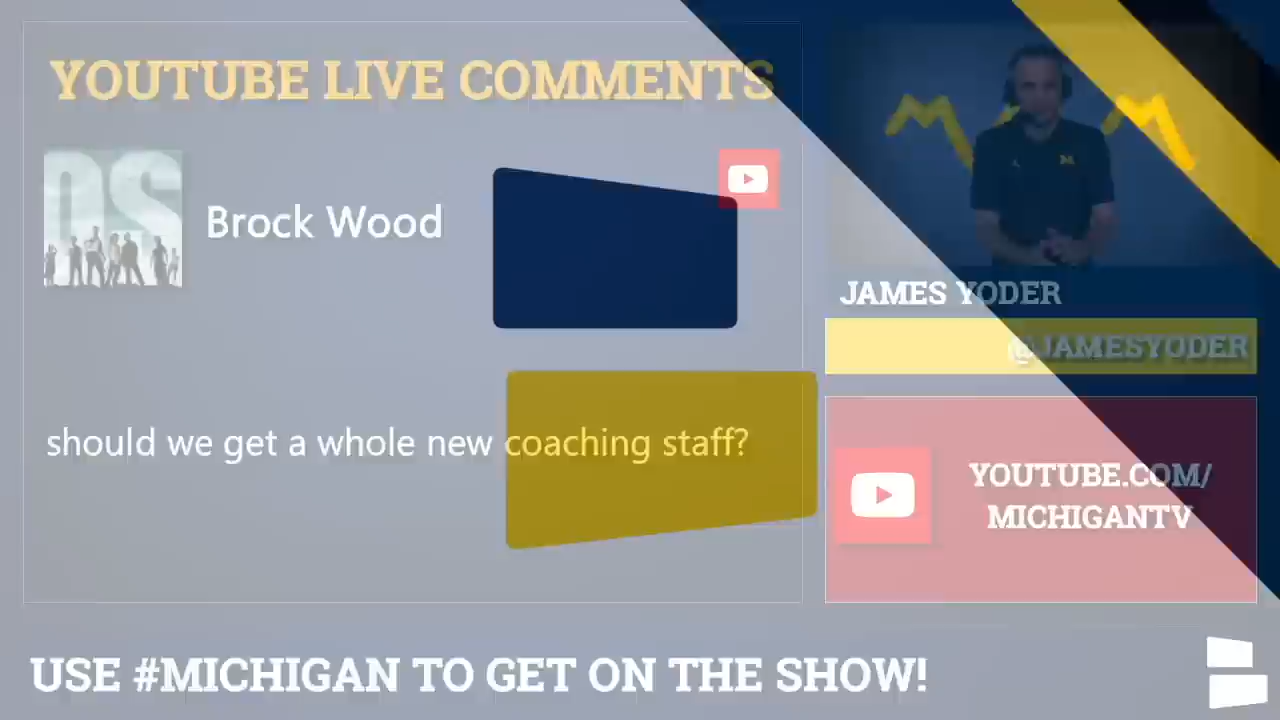 YOUTUBE LIVE COMMENTS
DS
Brock Wood
should we get a whole new coaching staff?
M
JAMES YODER
@JAMESYODER
YOUTUBE.COM/
MICHIGANTV
USE #MICHIGAN TO GET ON THE SHOW!